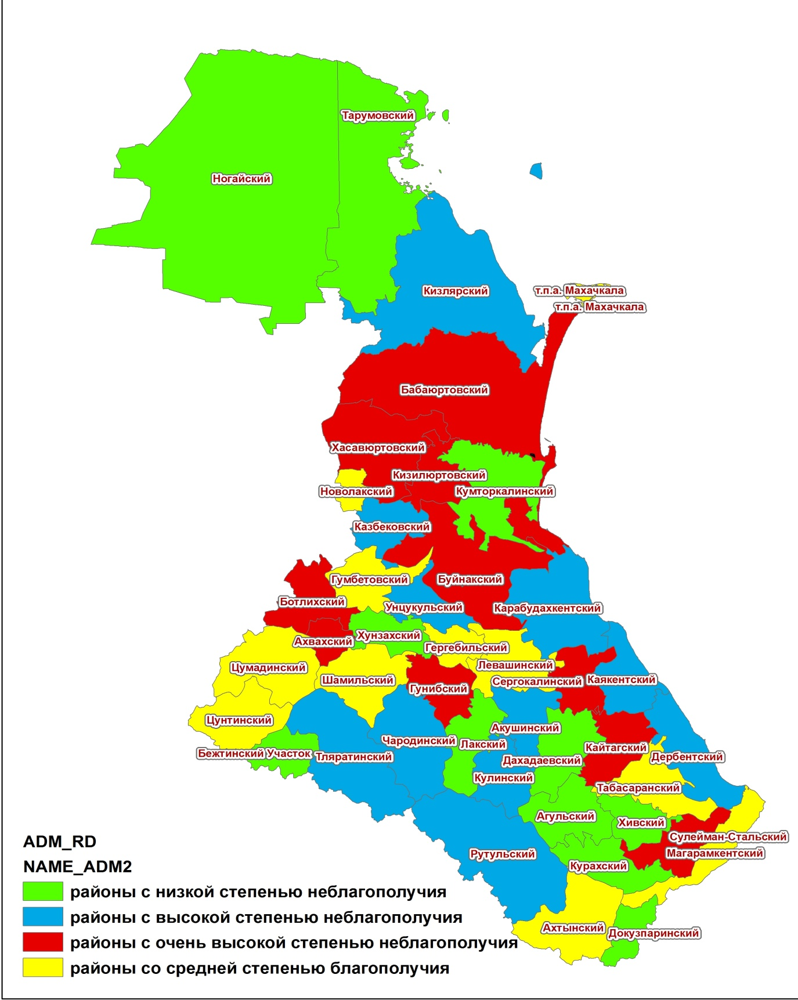 Тарумовский
Ногайский
Кизлярский
т.п.а. Махачкала
т.п.а. Махачкала
Бабаюртовский
Хасавюртовский
Кизилюртовский
Новолакский
Кумторкалинский
Казбековский
Гумбетовский
Буйнакский
Ботлихский
Унцукульский
Карабудахкентский
Хунзахский
Ахвахский
Гергебильский
Цумадинский
Левашинский
Шамильский
Сергокалинский
Каякентский
Гунибский
Цунтинский
Акушинский
Чародинский
Лакский
Кайтагский
Бежтинский Участок
Тляратинский
Дахадаевский
Дербентский
Кулинский
Табасаранский
Агульский
Хивский
Сулейман-Стальский
Рутульский
Магарамкентский
Курахский
Ахтынский
Докузпаринский
ADM_RD
NAME_ADM2
районы с низкой степенью неблагополучия
районы с высокой степенью неблагополучия
районы с очень высокой степенью неблагополучия
районы со средней степенью благополучия